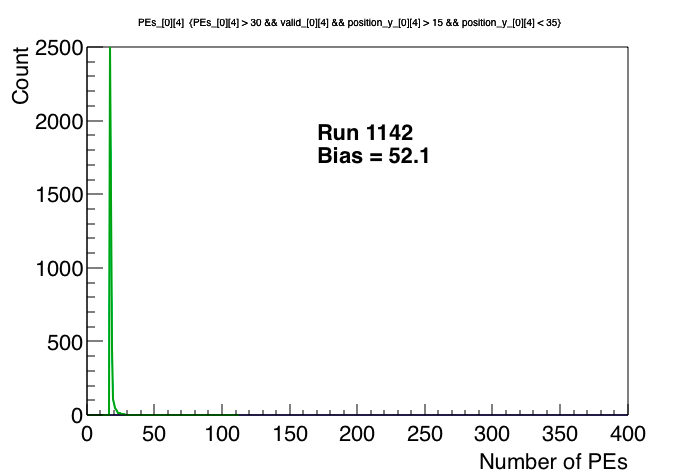 PEs_[0][4] {PEs_[0][4] > 30 && valid_[0][4] && position_y_[0][4] > 15 && position_y_[0][4] < 35}
Count
2500
2000
1500
1000
500
0
Run 1142
Bias = 52.1
0 50 100 150 200 250 300 350 400
Number of PEs